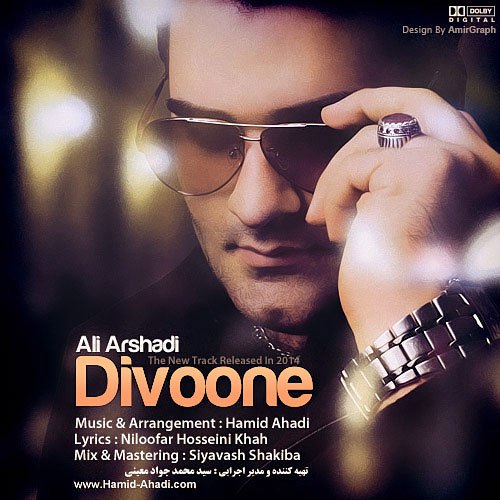 DOLBY
DIGITAL
Design By AmirGraph
Ali Arshadi
The New Track Released In 2014
Divoone
Music & Arrangement : Hamid Ahadi
Lyrics : Niloofar Hosseini Khah
Mix & Mastering : Siyavash Shakiba
تهیه کننده و مدیر اجرایی : سید محمد جواد معینی
www.Hamid-Ahadi.com